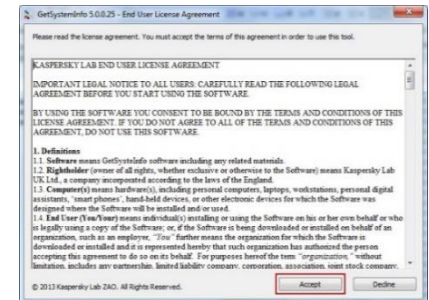 GetSystemInfo 5.0.0.25 - End User License Agreement
Please read the license agreement. You must accept the terms of this agreement in order to use this tool.
KASPERSKY LAB END USER LICENSE AGREEMENT
IMPORTANT LEGAL NOTICE TO ALL USERS: CAREFULLY READ THE FOLLOWING LEGAL
AGREEMENT BEFORE YOU START USING THE SOFTWARE.
BY USING THE SOFTWARE YOU CONSENT TO BE BOUND BY THE TERMS AND CONDITIONS OF THIS
LICENSE AGREEMENT. IF YOU DO NOT AGREE TO ALL OF THE TERMS AND CONDITIONS OF THIS
AGREEMENT, DO NOT USE THIS SOFTWARE.
1. Definitions
1.1. Software means GetSystemInfo software including any related materials.
1.2. Rightholder (owner of all rights, whether exclusive or otherwise to the Software) means Kaspersky Lab
UK Ltd., a company incorporated according to the laws of the England.
1.3. Computer(s) means hardware(s), including personal computers, laptops, workstations, personal digital
assistants, 'smart phones', hand-held devices, or other electronic devices for which the Software was
designed where the Software will be installed and/or used.
1.4. End User (You/Your) means individual(s) installing or using the Software on his or her own behalf or who
is legally using a copy of the Software; or, if the Software is being downloaded or installed on behalf of an
organization, such as an employer, "You" further means the organization for which the Software is
downloaded or installed and it is represented hereby that such organization has authorized the person
accepting this agreement to do so on its behalf. For purposes hereof the term "organization," without
limitation, includes any partnership, limited liability company, corporation, association, joint stock company,
© Kaspersky Lab ZAO. All Rights Reserved.
Accept
Decline